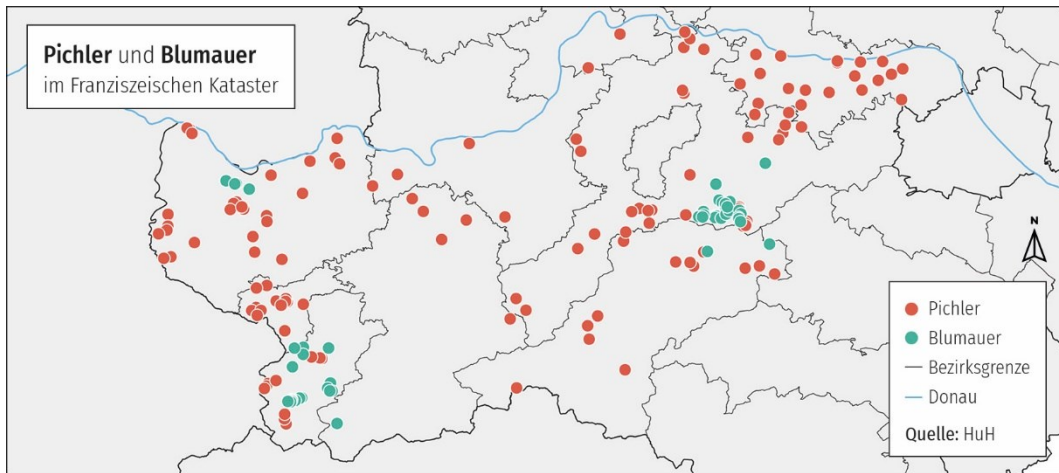 Pichler und Blumauer
im Franziszeischen Kataster
N
Pichler
Blumauer
Bezirksgrenze
Donau
Quelle: HuH